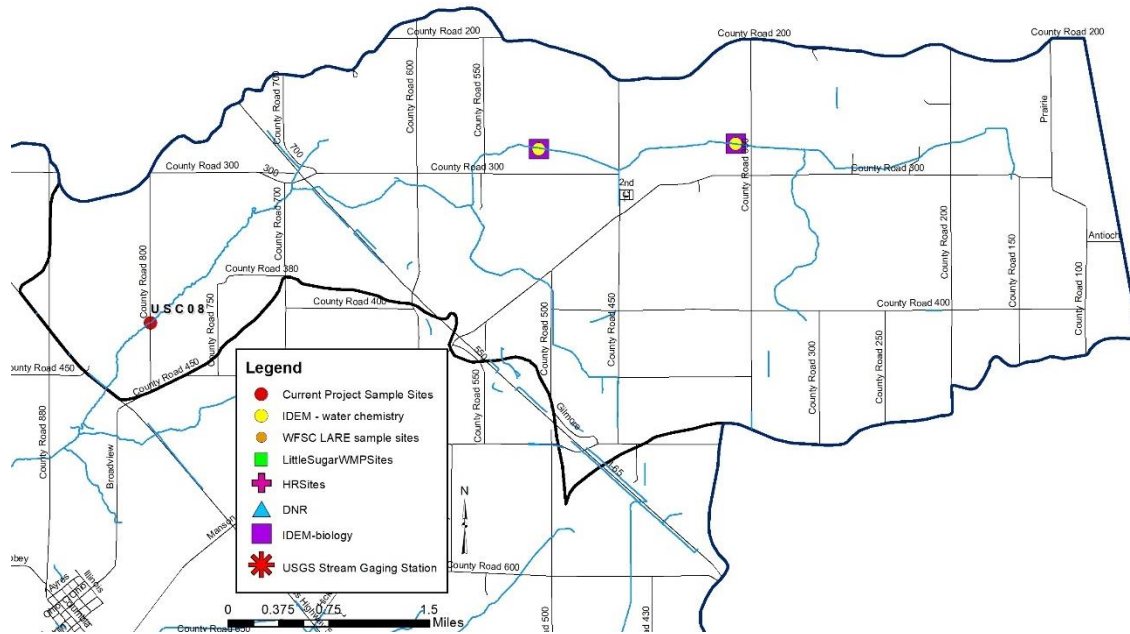 County Road 200
County Road 200
County Road 200
County Road 700
County Road 600
County Road 550
Prairie
700
County Road 300
300
County Road 300
County Road 300
2nd
County Road 700
County Road 800
County Road 200
County Road 150
County Road 100
Antioch
County Road 380
County Road 750
USC08
County Road 400
County Road 500
County Road 450
County Road 400
County Road 300
County Road 250
County Road 450
County Road 450
550
County Road 550
County Road 880
Broadview
Manson
Gilmore
I-65
Legend
Current Project Sample Sites
IDEM - water chemistry
WFSC LARE sample sites
LittleSugarWMPSites
HRSites
DNR
IDEM-biology
USGS Stream Gaging Station
N
County Road 600
Ayres
Illinois
Ohio
0 0.375 0.75 1.5
Miles
County Road 500
430